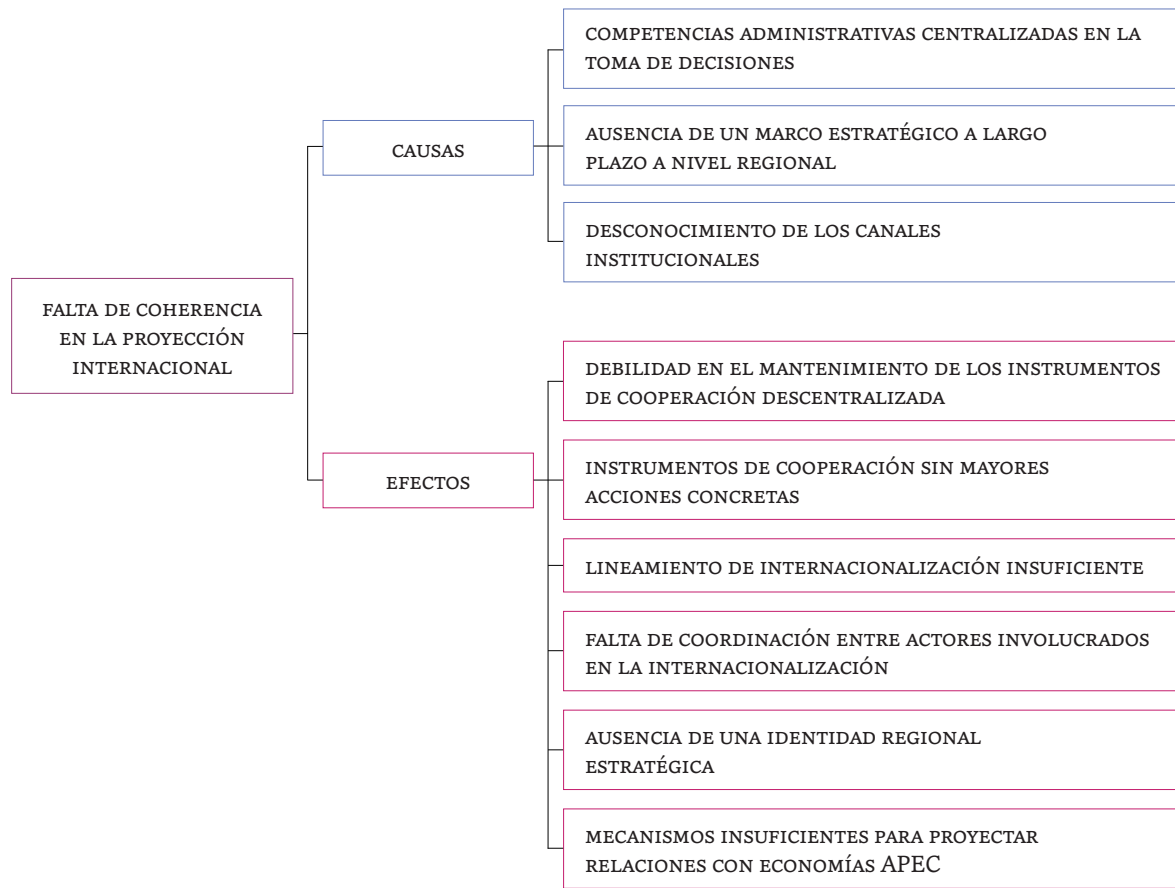 FALTA DE COHERENCIA
EN LA PROYECCIÓN
INTERNACIONAL
CAUSAS
COMPETENCIAS ADMINISTRATIVAS CENTRALIZADAS EN LA
TOMA DE DECISIONES
AUSENCIA DE UN MARCO ESTRATÉGICO A LARGO
PLAZO A NIVEL REGIONAL
DESCONOCIMIENTO DE LOS CANALES
INSTITUCIONALES
EFECTOS
DEBILIDAD EN EL MANTENIMIENTO DE LOS INSTRUMENTOS
DE COOPERACIÓN DESCENTRALIZADA
INSTRUMENTOS DE COOPERACIÓN SIN MAYORES
ACCIONES CONCRETAS
LINEAMIENTO DE INTERNACIONALIZACIÓN INSUFICIENTE
FALTA DE COORDINACIÓN ENTRE ACTORES INVOLUCRADOS
EN LA INTERNACIONALIZACIÓN
AUSENCIA DE UNA IDENTIDAD REGIONAL
ESTRATÉGICA
MECANISMOS INSUFICIENTES PARA PROYECTAR
RELACIONES CON ECONOMÍAS APEC